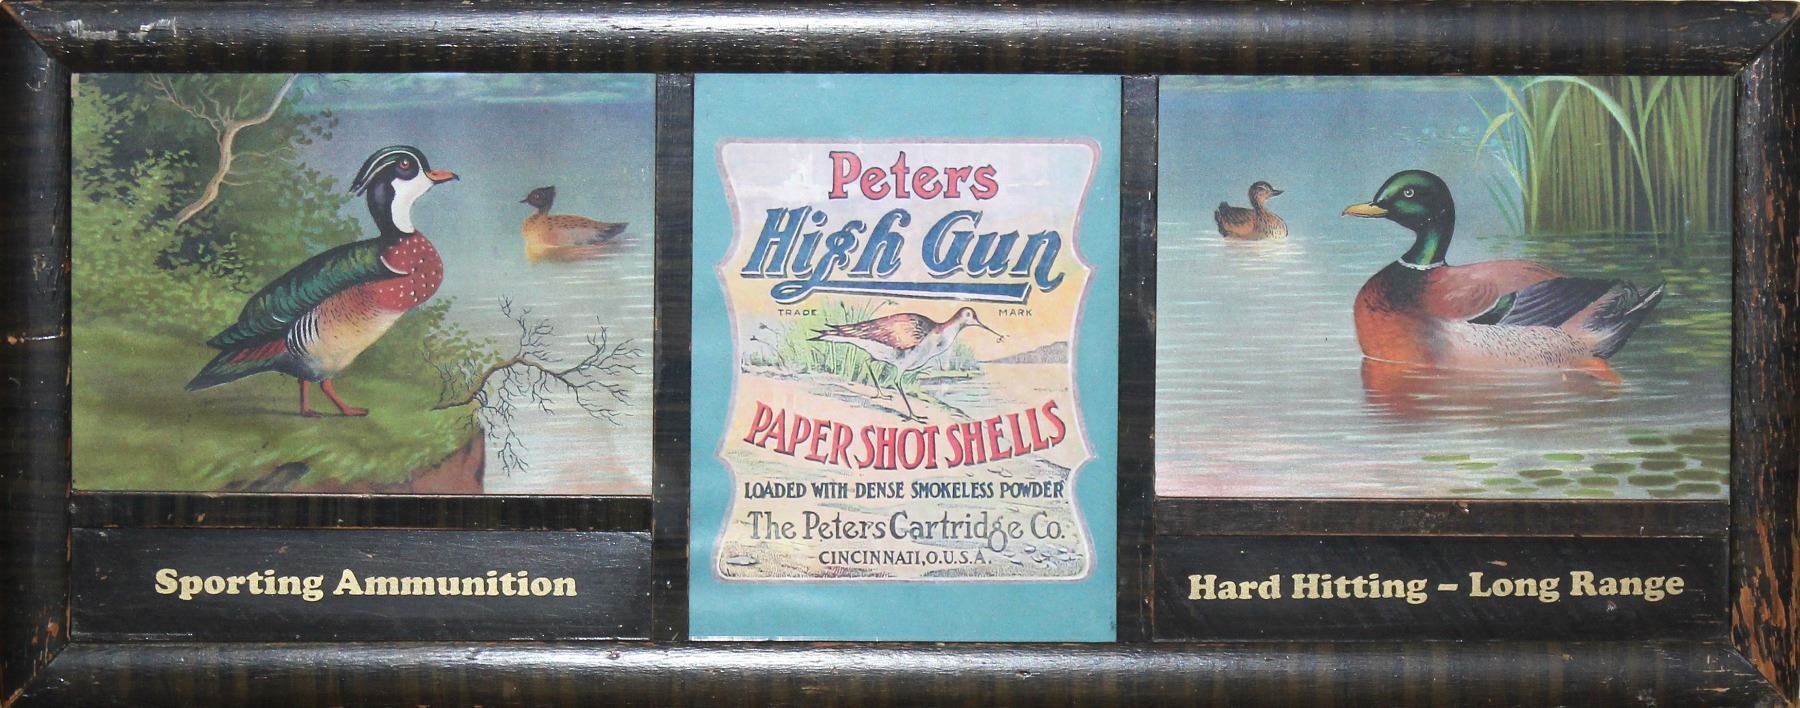 Peters
High Gun
TRADE MARK
PAPER SHOT SHELLS
LOADED WITH DENSE SMOKELESS POWDER
The Peters Cartridge Co.
CINCINNATI, O. U.S.A.
Sporting Ammunition
Hard Hitting – Long Range